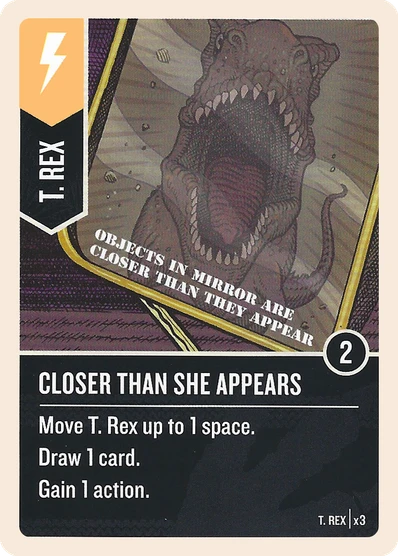 T. REX
OBJECTS IN MIRROR ARE
CLOSER THAN THEY APPEAR
2
CLOSER THAN SHE APPEARS
Move T. Rex up to 1 space.
Draw 1 card.
Gain 1 action.
T. REX | x3